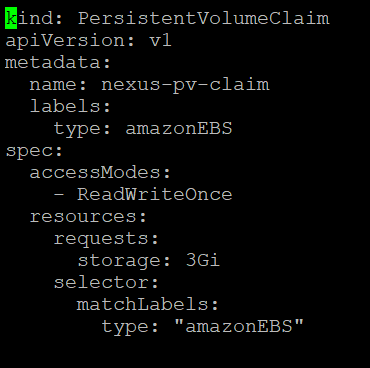 kind: PersistentVolumeClaim
apiVersion: v1
metadata:
  name: nexus-pv-claim
  labels:
    type: amazonEBS
spec:
  accessModes:
    - ReadWriteOnce
  resources:
    requests:
      storage: 3Gi
    selector:
      matchLabels:
        type: "amazonEBS"